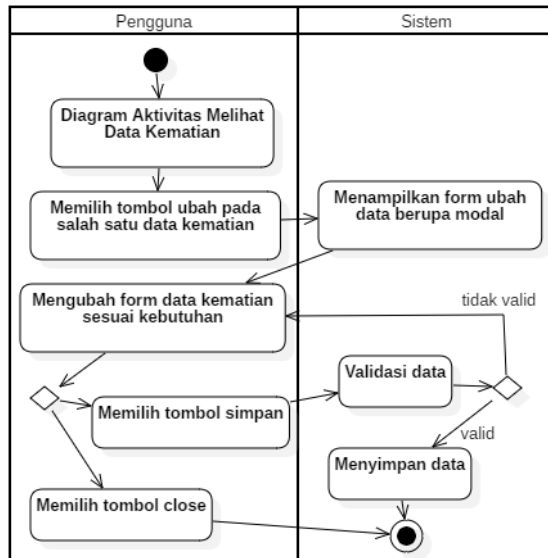 Pengguna
Sistem
Diagram Aktivitas Melihat
Data Kematian
Memilih tombol ubah pada
salah satu data kematian
Menampilkan form ubah
data berupa modal
Mengubah form data kematian
sesuai kebutuhan
tidak valid
Validasi data
Memilih tombol simpan
valid
Menyimpan data
Memilih tombol close